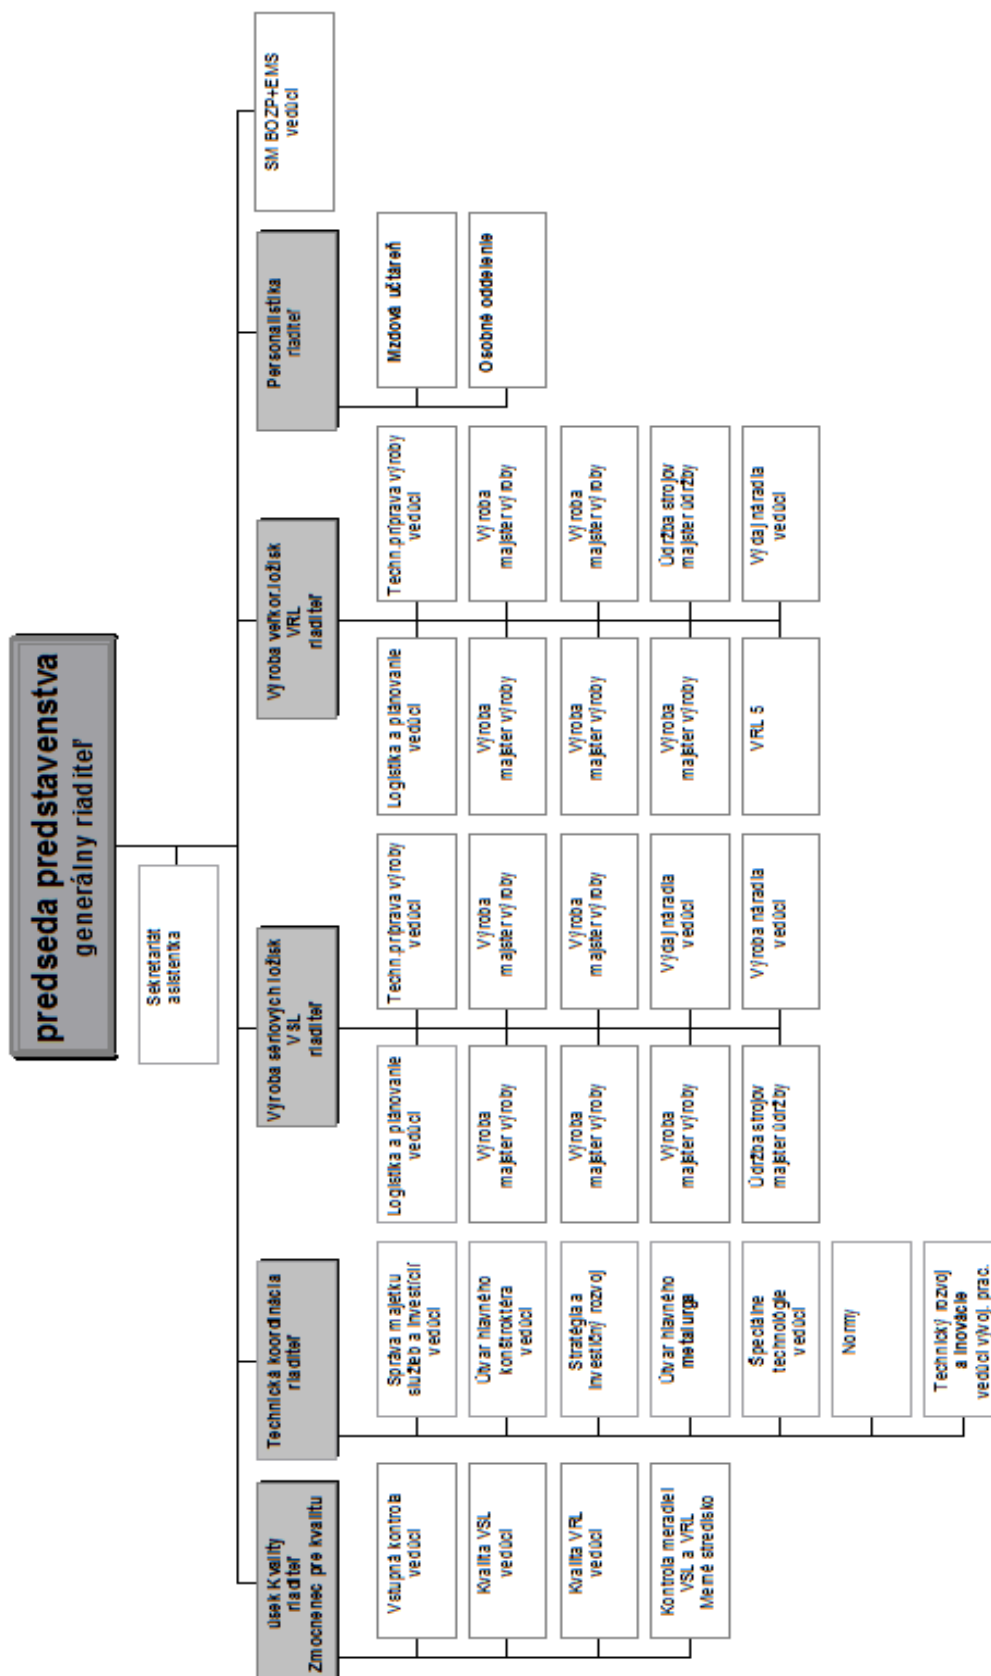 predseda predstavenstva
generálny riaditeľ
Sekretariát
asistentka
úsek Kvality
riaditeľ
Zmocnenec pre kvalitu
Technická koordinácia
riaditeľ
Výroba sériových ložísk
VSL
riaditeľ
Výroba veľkor.ložísk
VRL
riaditeľ
Personalistika
riaditeľ
SM BOZP+EMS
vedúci
Vstupná kontrola
vedúci
Kvalita VSL
vedúci
Kvalita VRL
vedúci
Kontrola meradiel
VSL a VRL
Merné stredisko
Správa majetku
služieb a investícií
vedúci
Útvar hlavného
konštruktéra
vedúci
Stratégia a
investičný rozvoj
Útvar hlavného
metalurga
Špeciálne
technológie
vedúci
Normy
Technický rozvoj
a inovácie
vedúci vývoj. prac.
Logistika a plánovanie
vedúci
Techn.príprava výroby
vedúci
Výroba
majster výroby
Výroba
majster výroby
Výroba
majster výroby
Výroba
majster výroby
Výroba
majster výroby
Výdaj náradia
vedúci
Údržba strojov
majster údržby
Výroba náradia
vedúci
Logistika a plánovanie
vedúci
Techn.príprava výroby
vedúci
Výroba
majster výroby
Výroba
majster výroby
Výroba
majster výroby
Výroba
majster výroby
Výroba
majster výroby
Údržba strojov
majster údržby
VRL 5
Výdaj náradia
vedúci
Mzdová učtáreň
Osobné oddelenie